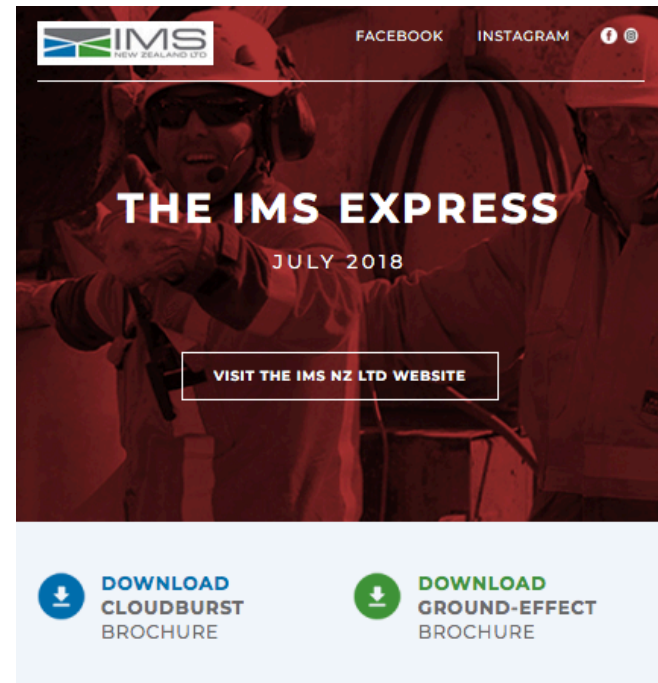 IMS
NEW ZEALAND LTD
FACEBOOK INSTAGRAM
THE IMS EXPRESS
JULY 2018
VISIT THE IMS NZ LTD WEBSITE
DOWNLOAD
CLOUDBURST
BROCHURE
DOWNLOAD
GROUND-EFFECT
BROCHURE